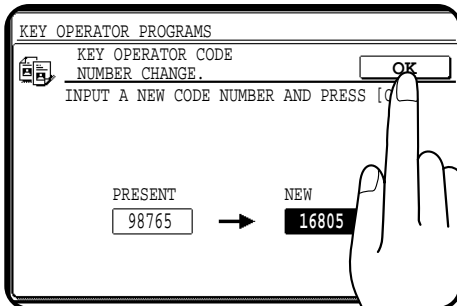 KEY OPERATOR PROGRAMS
KEY OPERATOR CODE
NUMBER CHANGE.
OK
INPUT A NEW CODE NUMBER AND PRESS [O
PRESENT
NEW
98765
16805